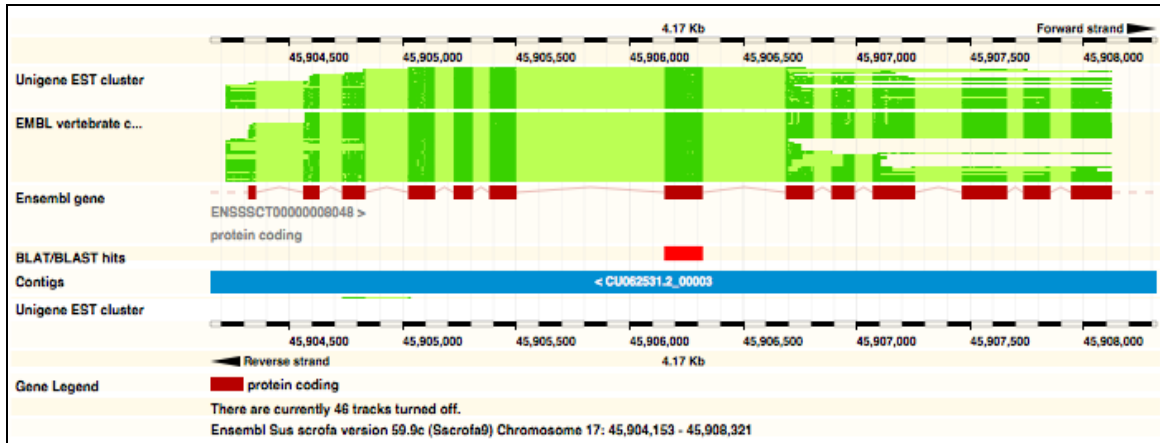 4.17 Kb Forward strand
45,904,500 45,905,000 45,905,500 45,906,000 45,906,500 45,907,000 45,907,500 45,908,000
Unigene EST cluster
EMBL vertebrate c...
Ensembl gene
ENSSSCT00000008048 >
protein coding
BLAT/BLAST hits
Contigs < CU062531.2_00003
Unigene EST cluster
45,904,500 45,905,000 45,905,500 45,906,000 45,906,500 45,907,000 45,907,500 45,908,000
Reverse strand 4.17 Kb
Gene Legend protein coding
There are currently 46 tracks turned off.
Ensembl Sus scrofa version 59.9c (Sscrofa9) Chromosome 17: 45,904,153 - 45,908,321